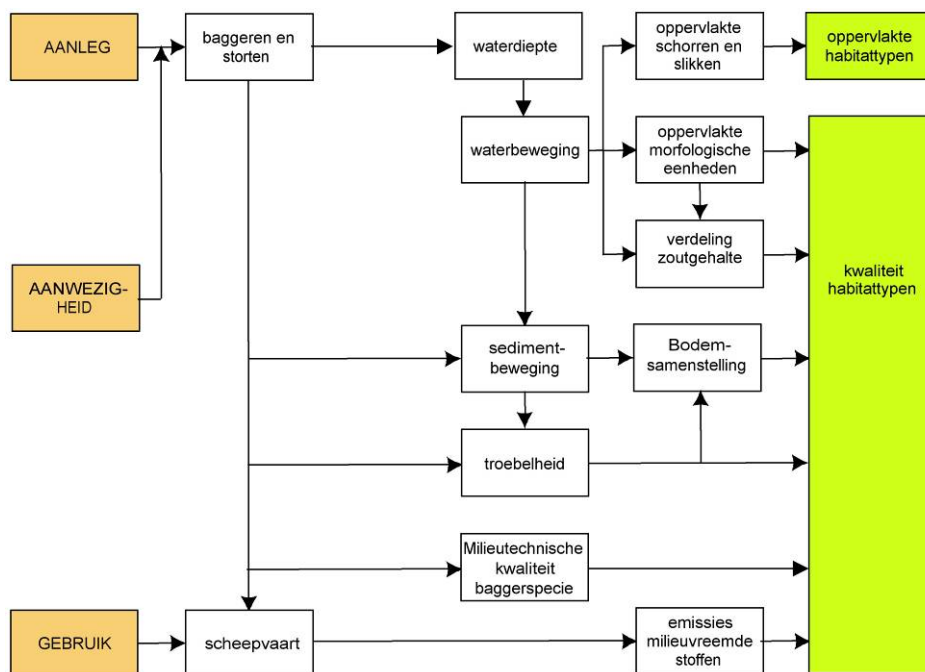 AANLEG
baggeren en
storten
waterdiepte
oppervlakte
schorren en
slikken
oppervlakte
habitattypen
waterbeweging
oppervlakte
morfologische
eenheden
verdeling
zoutgehalte
AANWEZIG-
HEID
kwaliteit
habitattypen
sediment-
beweging
Bodem-
samenstelling
troebelheid
Milieutechnische
kwaliteit
baggerspecie
GEBRUIK
scheepvaart
emissies
milieuvreemde
stoffen